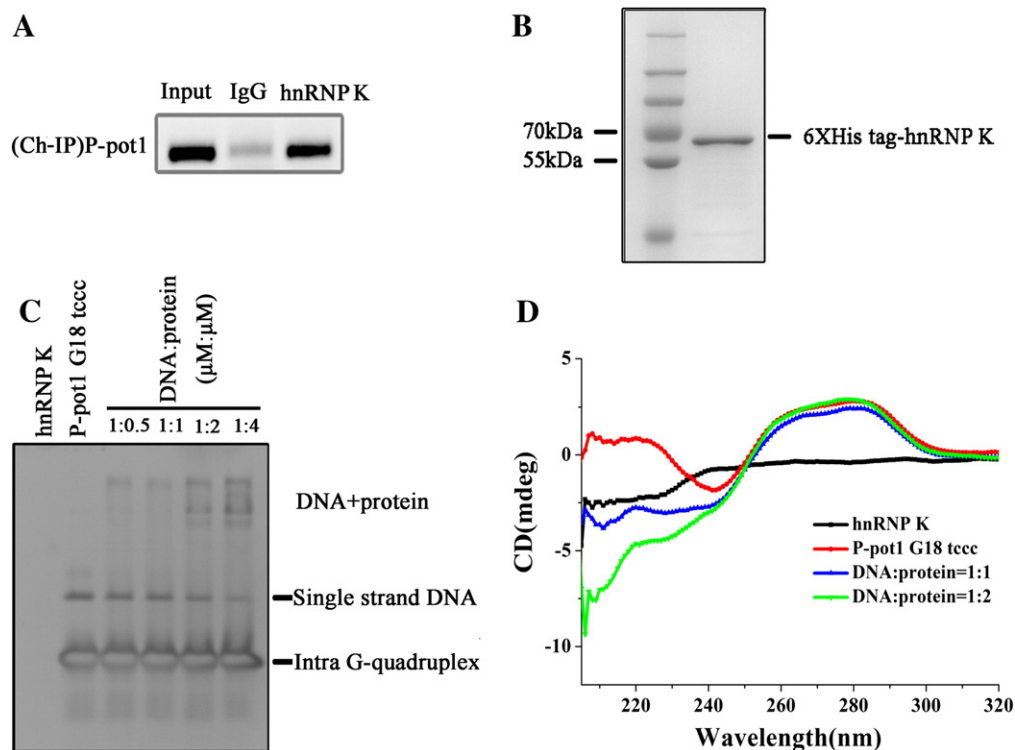 A
Input IgG hnRNP K
(Ch-IP)P-pot1
B
70kDa
55kDa
6XHis tag-hnRNP K
C
hnRNP K
P-pot1 G18 tccc
DNA:protein
(μM:μM)
1:0.5 1:1 1:2 1:4
DNA+protein
Single strand DNA
Intra G-quadruplex
D
CD(mdeg)
5
0
-5
-10
hnRNP K
P-pot1 G18 tccc
DNA:protein=1:1
DNA:protein=1:2
220 240 260 280 300 320
Wavelength(nm)